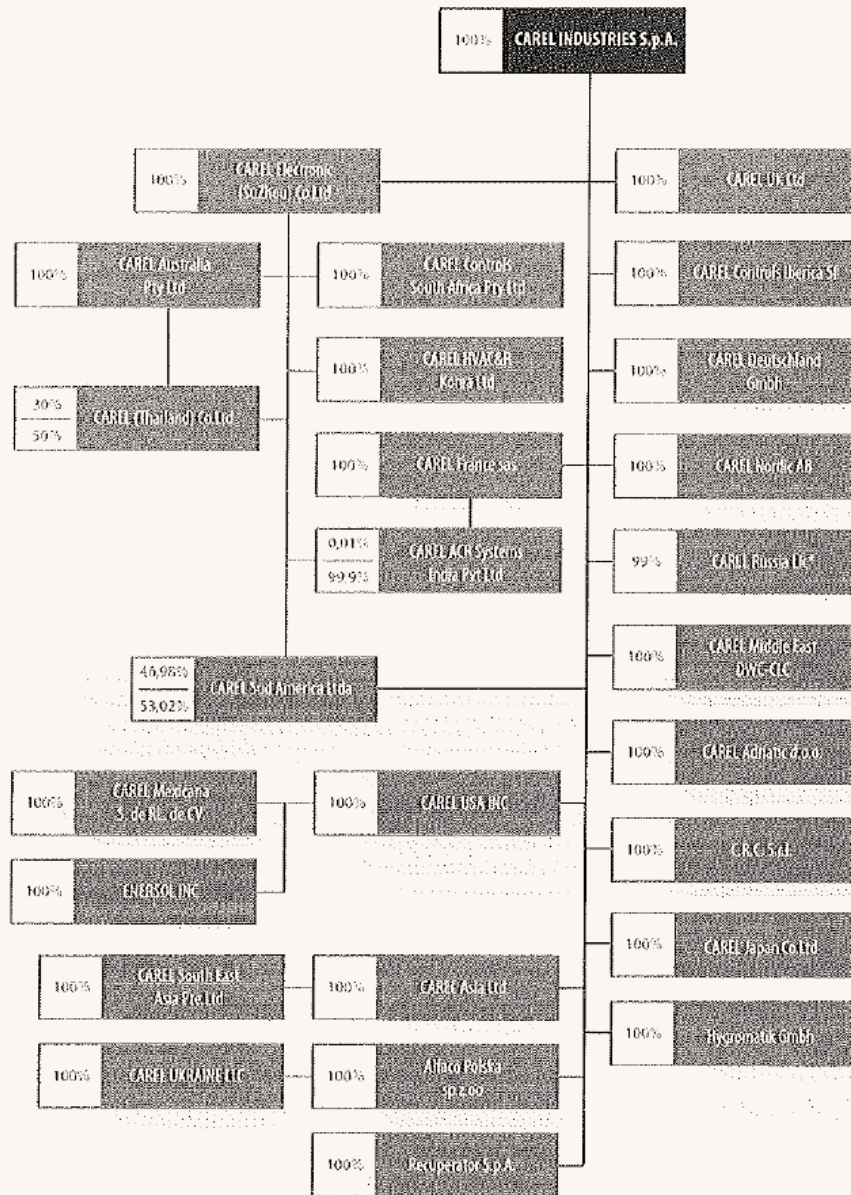 100%
CAREL INDUSTRIES S.p.A.
100%
CAREL Electronic
(SuZhou) Co Ltd
100%
CAREL Uk Ltd
100%
CAREL Australia
Pty Ltd
100%
CAREL Controls
South Africa Pty Ltd
100%
CAREL Controls Iberica Sl
100%
CAREL HVAC&R
Korea Ltd
100%
CAREL Deutschland
Gmbh
30%
50%
CAREL (Thailand) Co.Ltd
100%
CAREL France sas
100%
CAREL Nordic AB
0,01%
99,9%
CAREL ACR Systems
India Pvt Ltd
99%
CAREL Russia Llc*
46,98%
53,02%
CAREL Sud America Ltda
100%
CAREL Middle East
100%
CAREL Adriatic d.o.o.
100%
CAREL Mexicana
S. de RL. de CV
100%
CAREL USA INC
100%
C.R.C. S.r.l.
100%
ENERSOL INC
100%
CAREL Japan Co Ltd
100%
CAREL South East
Asia Pte Ltd
100%
CAREL Asia Ltd
100%
Hygromatik Gmbh
100%
CAREL UKRAINE LLC
100%
Alfaco Polska
sp.z.oo
100%
Recuperator S.p.A.